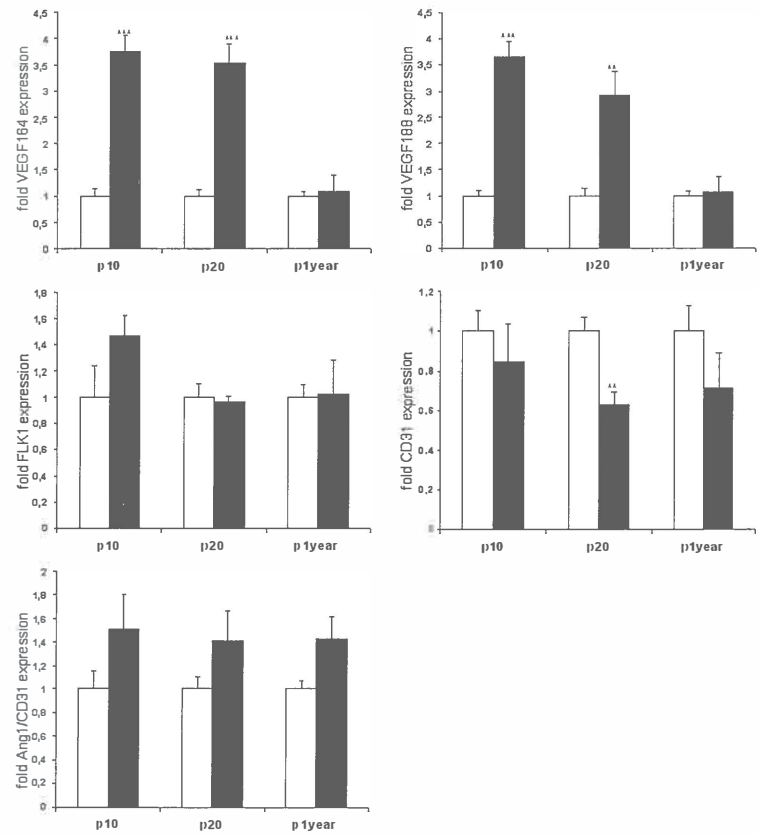 fold VEGF164 expression
4,5
4
3,5
3
2,5
2
1,5
1
0,5
0
p10
p20
p1year
fold VEGF188 expression
4,5
4
3,5
3
2,5
2
1,5
1
0,5
0
p10
p20
p1year
fold FLK1 expression
1,8
1,6
1,4
1,2
1
0,8
0,6
0,4
0,2
0
p10
p20
p1year
fold CD31 expression
1,2
1
0,8
0,6
0,4
0,2
p10
p20
p1year
fold Ang1/CD31 expression
2
1,8
1,6
1,4
1,2
1
0,8
0,6
0,4
0,2
0
p10
p20
p1year